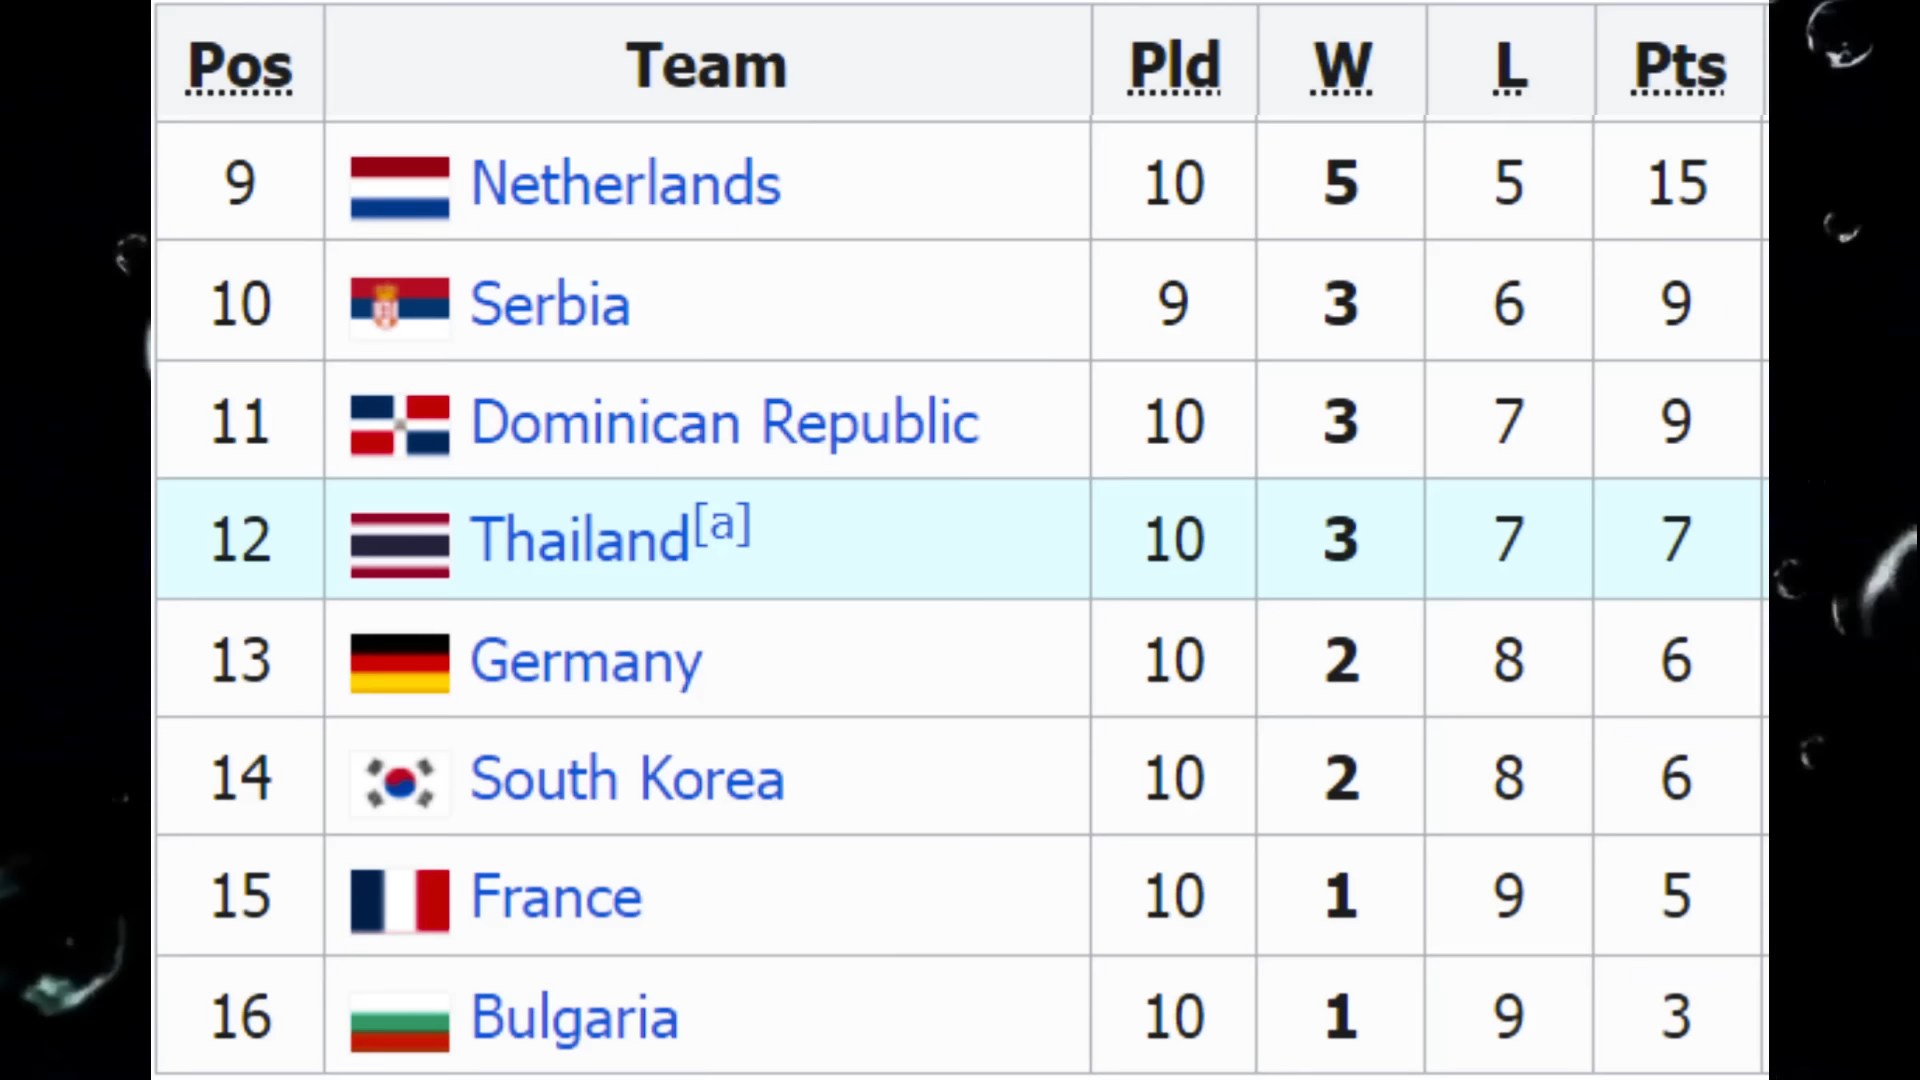 Pos Team Pld W L Pts
9 Netherlands 10 5 5 15
10 Serbia 9 3 6 9
11 Dominican Republic 10 3 7 9
12 Thailand[a] 10 3 7 7
13 Germany 10 2 8 6
14 South Korea 10 2 8 6
15 France 10 1 9 5
16 Bulgaria 10 1 9 3